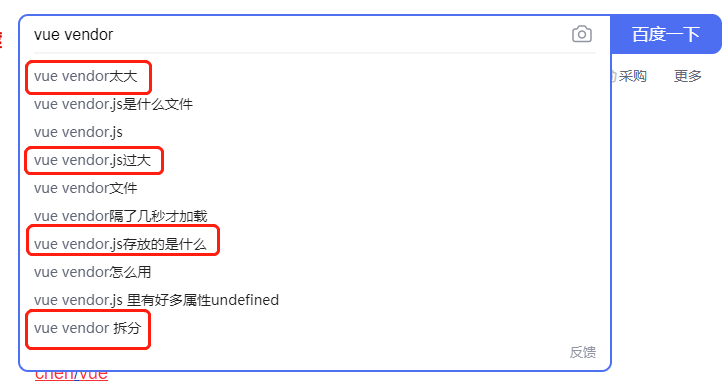 vue vendor
百度一下
采购 更多
vue vendor太大
vue vendor.js是什么文件
vue vendor.js
vue vendor.js过大
vue vendor文件
vue vendor隔了几秒才加载
vue vendor.js存放的是什么
vue vendor怎么用
vue vendor.js 里有好多属性undefined
vue vendor 拆分
反馈
chen/vue